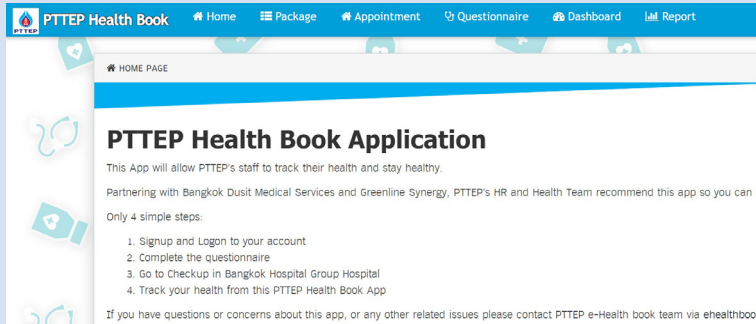 PTTEP
PTTEP Health Book Home Package Appointment Questionnaire Dashboard Report
HOME PAGE
PTTEP Health Book Application
This App will allow PTTEP's staff to track their health and stay healthy.
Partnering with Bangkok Dusit Medical Services and Greenline Synergy, PTTEP's HR and Health Team recommend this app so you can
Only 4 simple steps:
1. Signup and Logon to your account
2. Complete the questionnaire
3. Go to Checkup in Bangkok Hospital Group Hospital
4. Track your health from this PTTEP Health Book App
If you have questions or concerns about this app, or any other related issues please contact PTTEP e-Health book team via ehealthboo